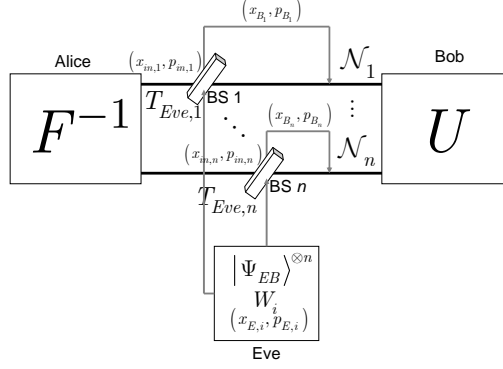 (x_{B_1}, p_{B_1})
Alice
Bob
(x_{in,1}, p_{in,1})
𝒩_1
T_{Eve,1}
BS 1
⋮
⋱
(x_{B_n}, p_{B_n})
F^{-1}
U
(x_{in,n}, p_{in,n})
𝒩_n
T_{Eve,n}
BS n
|Ψ_{EB}⟩^{⊗n}
W_i
(x_{E,i}, p_{E,i})
Eve